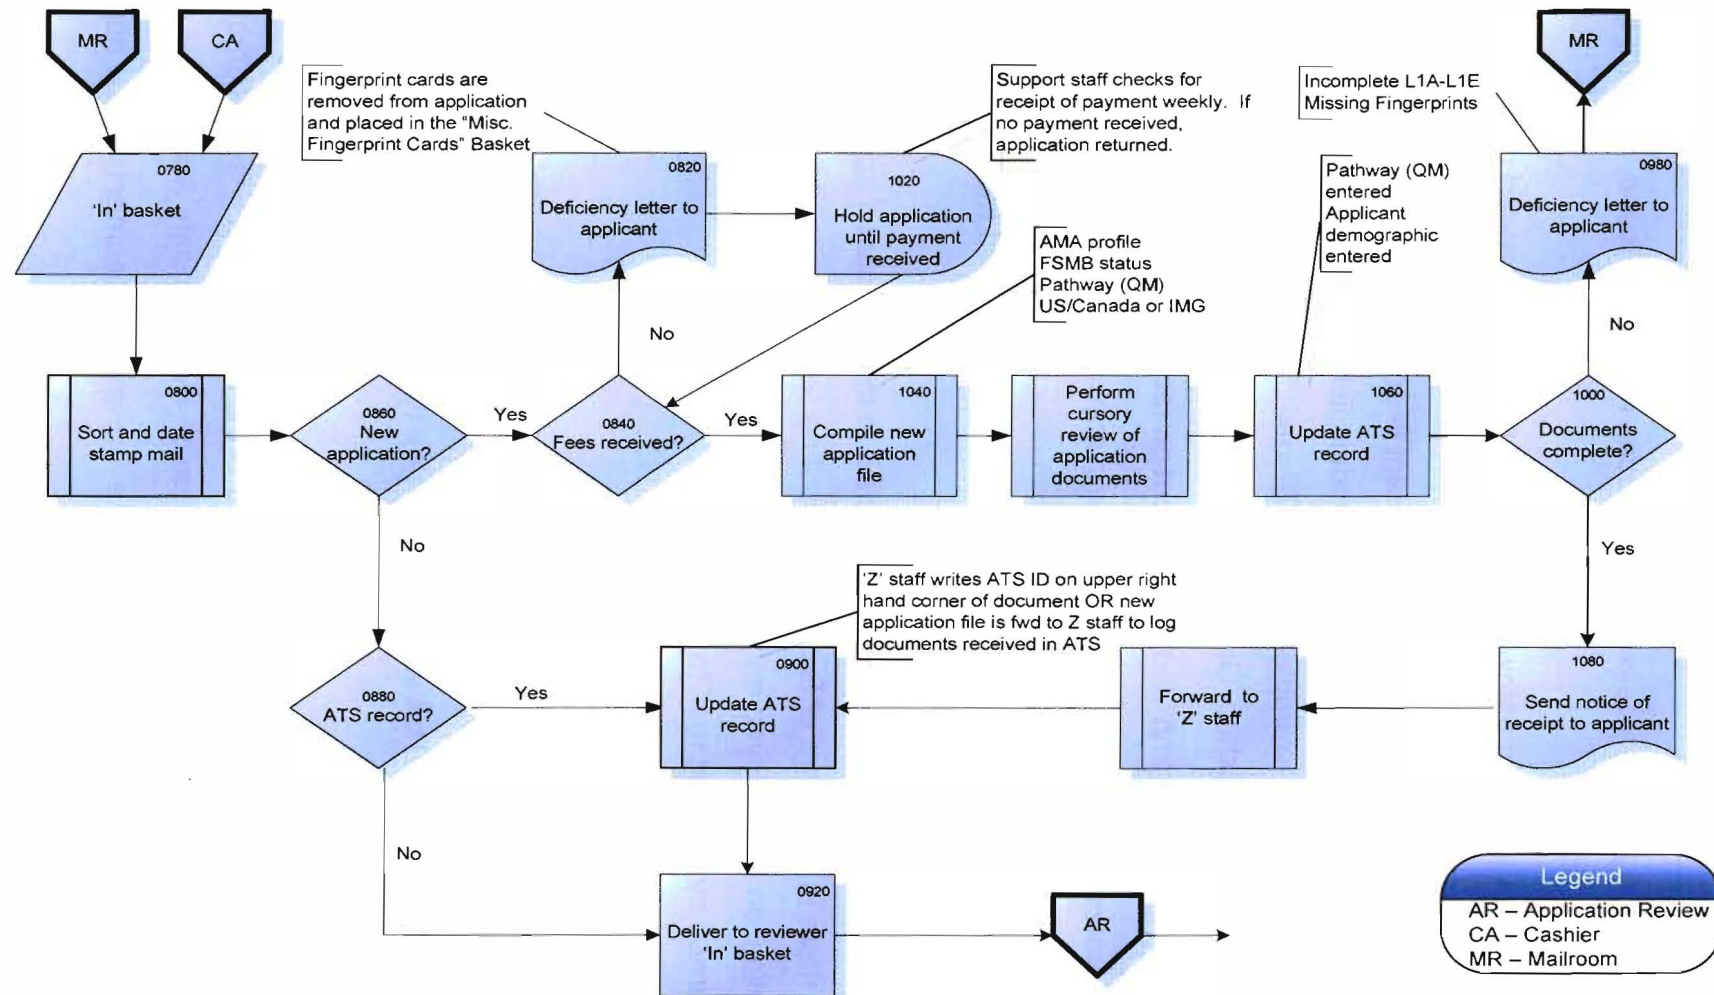 MR
CA
MR
Fingerprint cards are
removed from application
and placed in the "Misc.
Fingerprint Cards" Basket
Support staff checks for
receipt of payment weekly. If
no payment received,
application returned.
Incomplete L1A-L1E
Missing Fingerprints
0780
'In' basket
0820
Deficiency letter to
applicant
1020
Hold application
until payment
received
AMA profile
FSMB status
Pathway (QM)
US/Canada or IMG
Pathway (QM)
entered
Applicant
demographic
entered
0980
Deficiency letter to
applicant
No
No
0800
Sort and date
stamp mail
0860
New
application?
Yes
0840
Fees received?
Yes
1040
Compile new
application
file
Perform
cursory
review of
application
documents
1060
Update ATS
record
1000
Documents
complete?
No
Yes
'Z' staff writes ATS ID on upper right
hand corner of document OR new
application file is fwd to Z staff to log
documents received in ATS
0880
ATS record?
Yes
0900
Update ATS
record
Forward to
'Z' staff
1080
Send notice of
receipt to applicant
No
0920
Deliver to reviewer
'In' basket
AR
Legend
AR – Application Review
CA – Cashier
MR – Mailroom